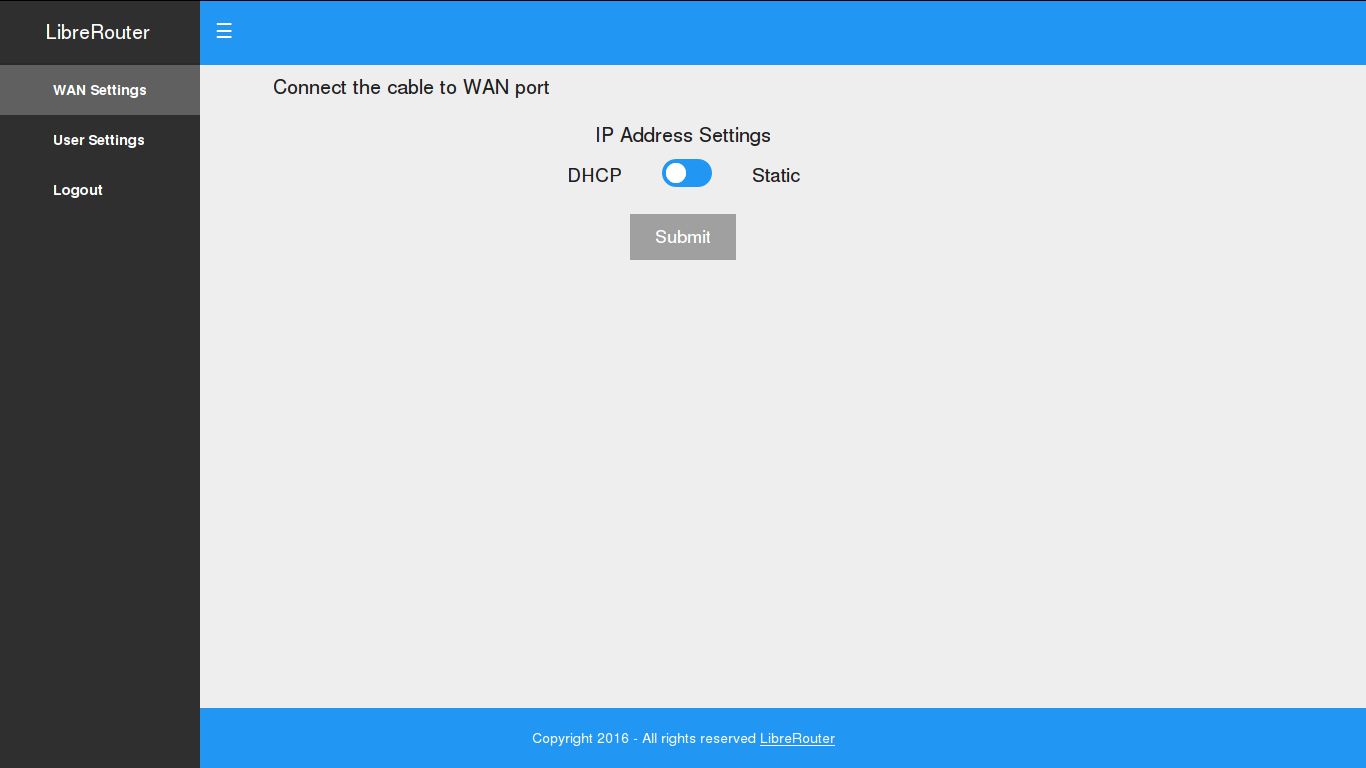 LibreRouter
☰
WAN Settings
User Settings
Logout
Connect the cable to WAN port
IP Address Settings
DHCP Static
Submit
Copyright 2016 - All rights reserved LibreRouter